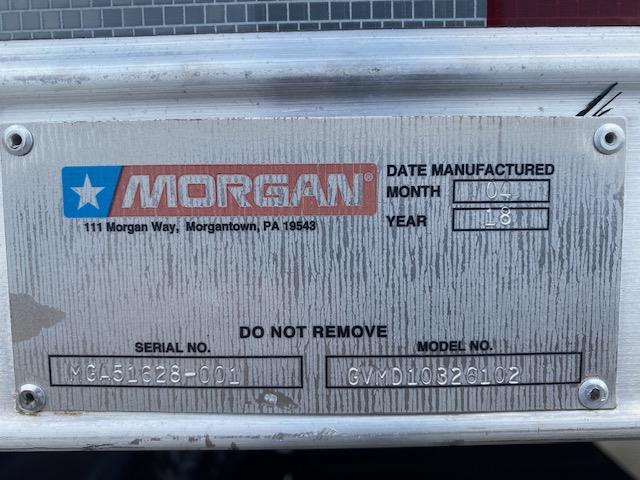 MORGAN®
111 Morgan Way, Morgantown, PA 19543
DATE MANUFACTURED
MONTH 04
YEAR 18
DO NOT REMOVE
SERIAL NO.
MGA51628-001
MODEL NO.
GVMD10326102